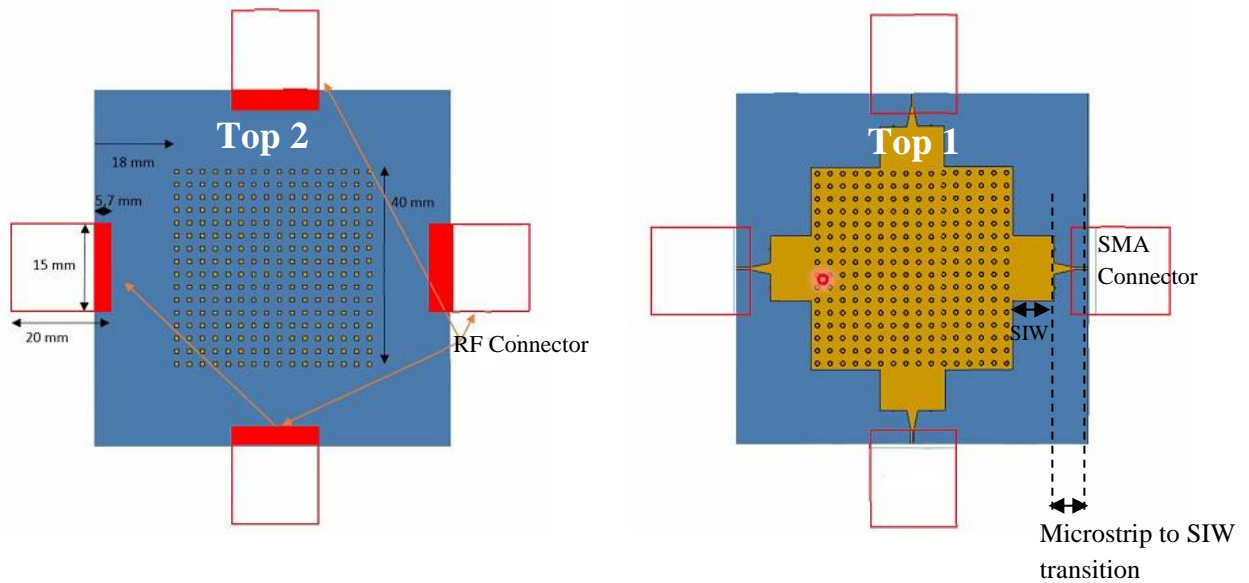 Top 2
18 mm
5,7 mm
40 mm
15 mm
20 mm
RF Connector
Top 1
SMA
Connector
SIW
Microstrip to SIW
transition